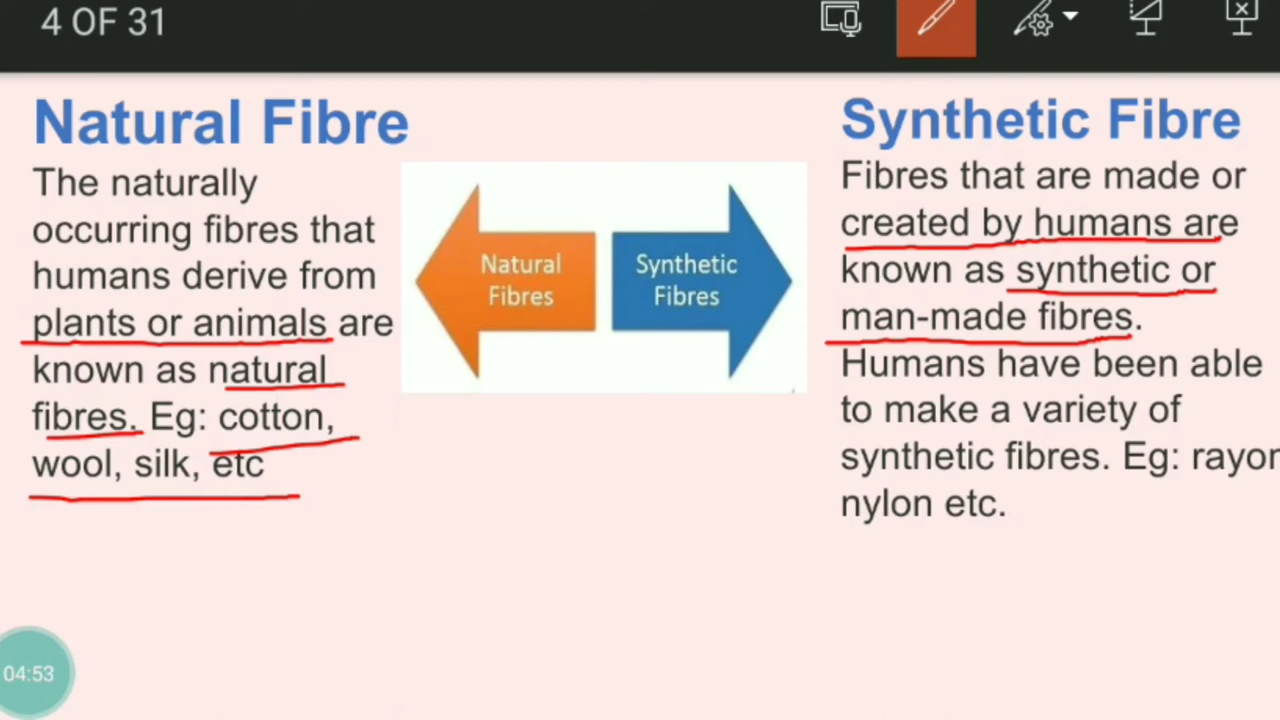 4 OF 31
Natural Fibre
The naturally
occurring fibres that
humans derive from
plants or animals are
known as natural
fibres. Eg: cotton,
wool, silk, etc
Natural
Fibres
Synthetic
Fibres
Synthetic Fibre
Fibres that are made or
created by humans are
known as synthetic or
man-made fibres.
Humans have been able
to make a variety of
synthetic fibres. Eg: rayon
nylon etc.
04:53